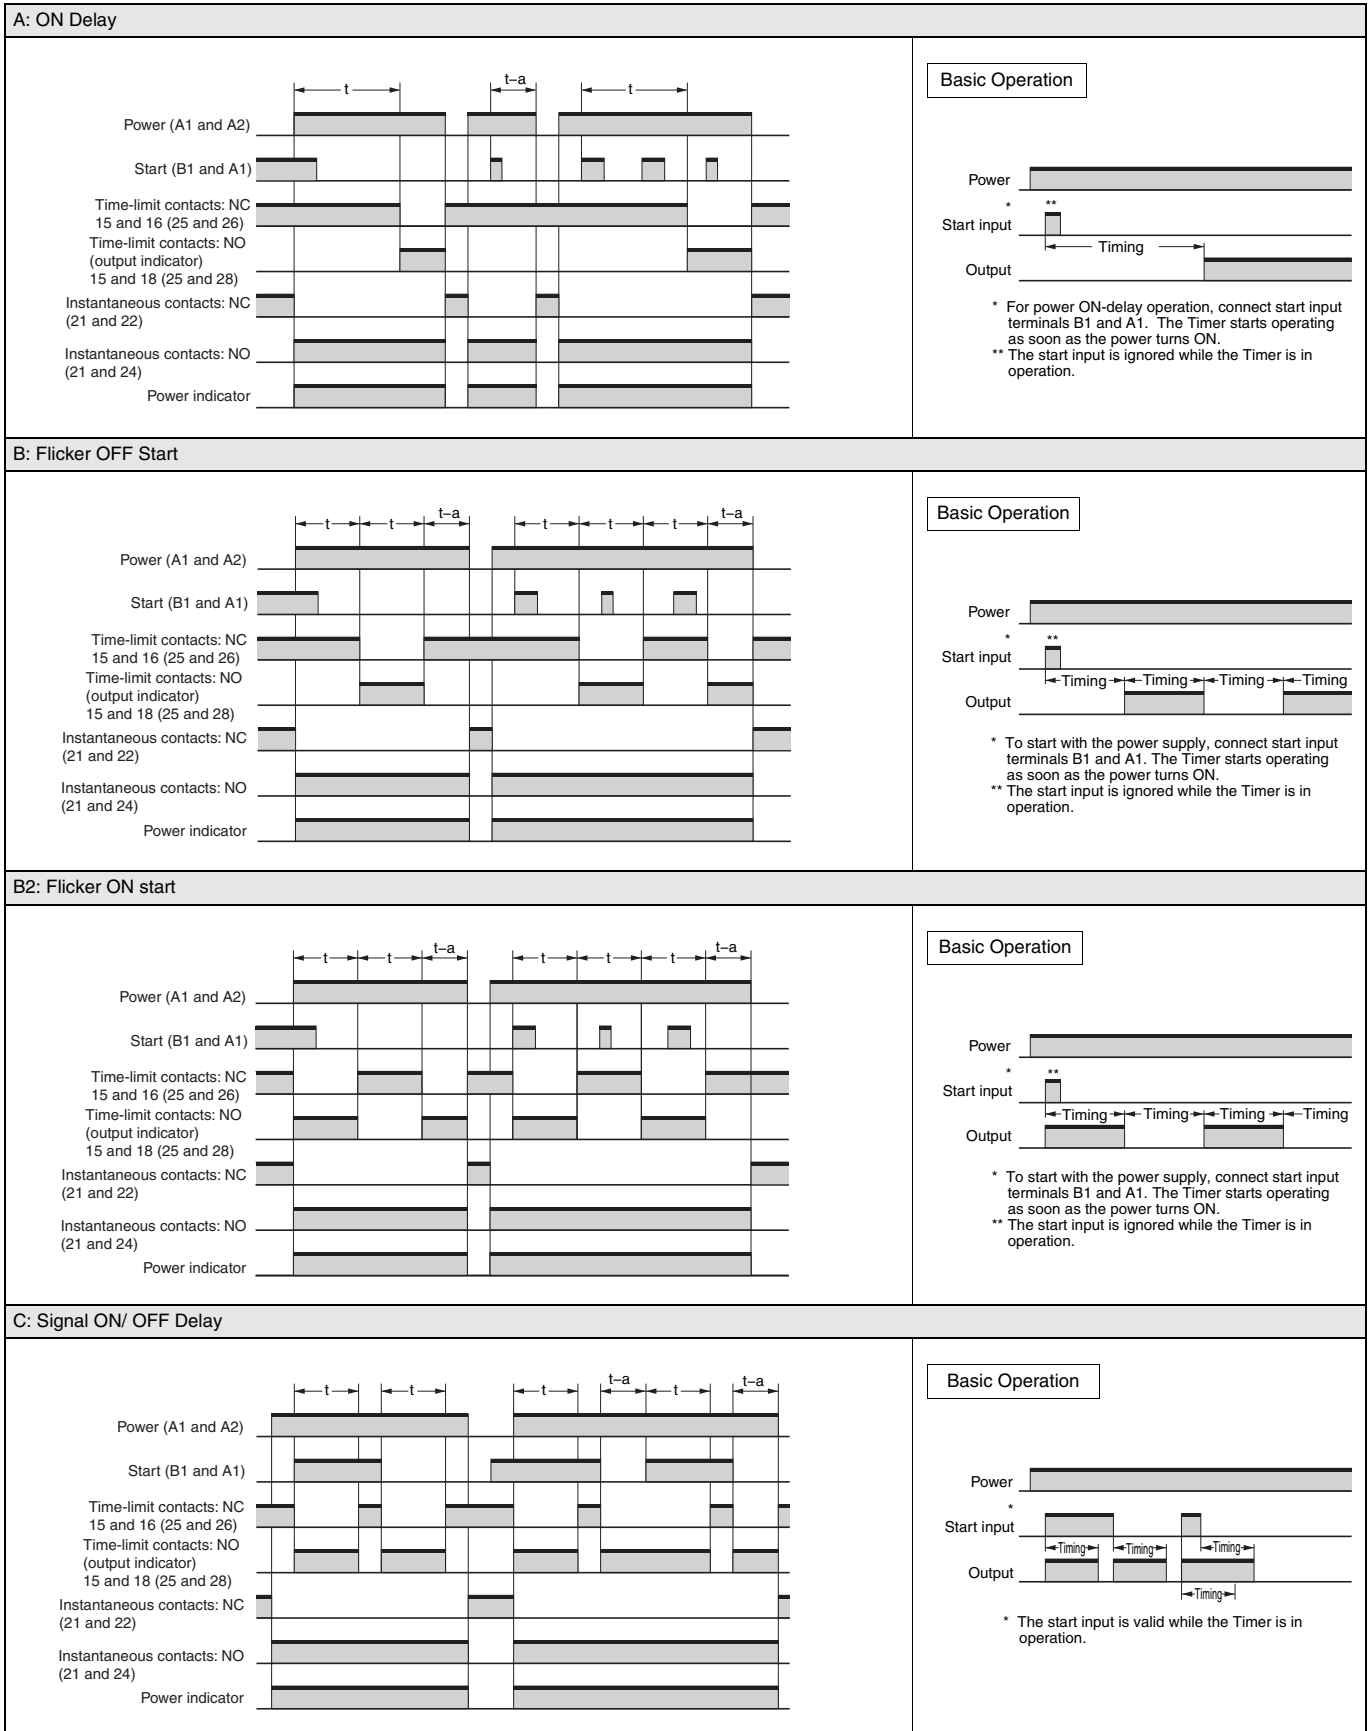 A: ON Delay
t
t–a
t
Power (A1 and A2)
Start (B1 and A1)
Time-limit contacts: NC
15 and 16 (25 and 26)
Time-limit contacts: NO
(output indicator)
15 and 18 (25 and 28)
Instantaneous contacts: NC
(21 and 22)
Instantaneous contacts: NO
(21 and 24)
Power indicator
Basic Operation
Power
*
**
Start input
Timing
Output
* For power ON-delay operation, connect start input
terminals B1 and A1. The Timer starts operating
as soon as the power turns ON.
** The start input is ignored while the Timer is in
operation.
B: Flicker OFF Start
t
t
t–a
t
t
t
t–a
Power (A1 and A2)
Start (B1 and A1)
Time-limit contacts: NC
15 and 16 (25 and 26)
Time-limit contacts: NO
(output indicator)
15 and 18 (25 and 28)
Instantaneous contacts: NC
(21 and 22)
Instantaneous contacts: NO
(21 and 24)
Power indicator
Basic Operation
Power
*
**
Start input
Timing Timing Timing Timing
Output
* To start with the power supply, connect start input
terminals B1 and A1. The Timer starts operating
as soon as the power turns ON.
** The start input is ignored while the Timer is in
operation.
B2: Flicker ON start
t
t
t–a
t
t
t
t–a
Power (A1 and A2)
Start (B1 and A1)
Time-limit contacts: NC
15 and 16 (25 and 26)
Time-limit contacts: NO
(output indicator)
15 and 18 (25 and 28)
Instantaneous contacts: NC
(21 and 22)
Instantaneous contacts: NO
(21 and 24)
Power indicator
Basic Operation
Power
*
**
Start input
Timing Timing Timing Timing
Output
* To start with the power supply, connect start input
terminals B1 and A1. The Timer starts operating
as soon as the power turns ON.
** The start input is ignored while the Timer is in
operation.
C: Signal ON/ OFF Delay
t
t
t
t–a
t
t–a
Power (A1 and A2)
Start (B1 and A1)
Time-limit contacts: NC
15 and 16 (25 and 26)
Time-limit contacts: NO
(output indicator)
15 and 18 (25 and 28)
Instantaneous contacts: NC
(21 and 22)
Instantaneous contacts: NO
(21 and 24)
Power indicator
Basic Operation
Power
*
Start input
Timing Timing Timing
Output
Timing
* The start input is valid while the Timer is in
operation.